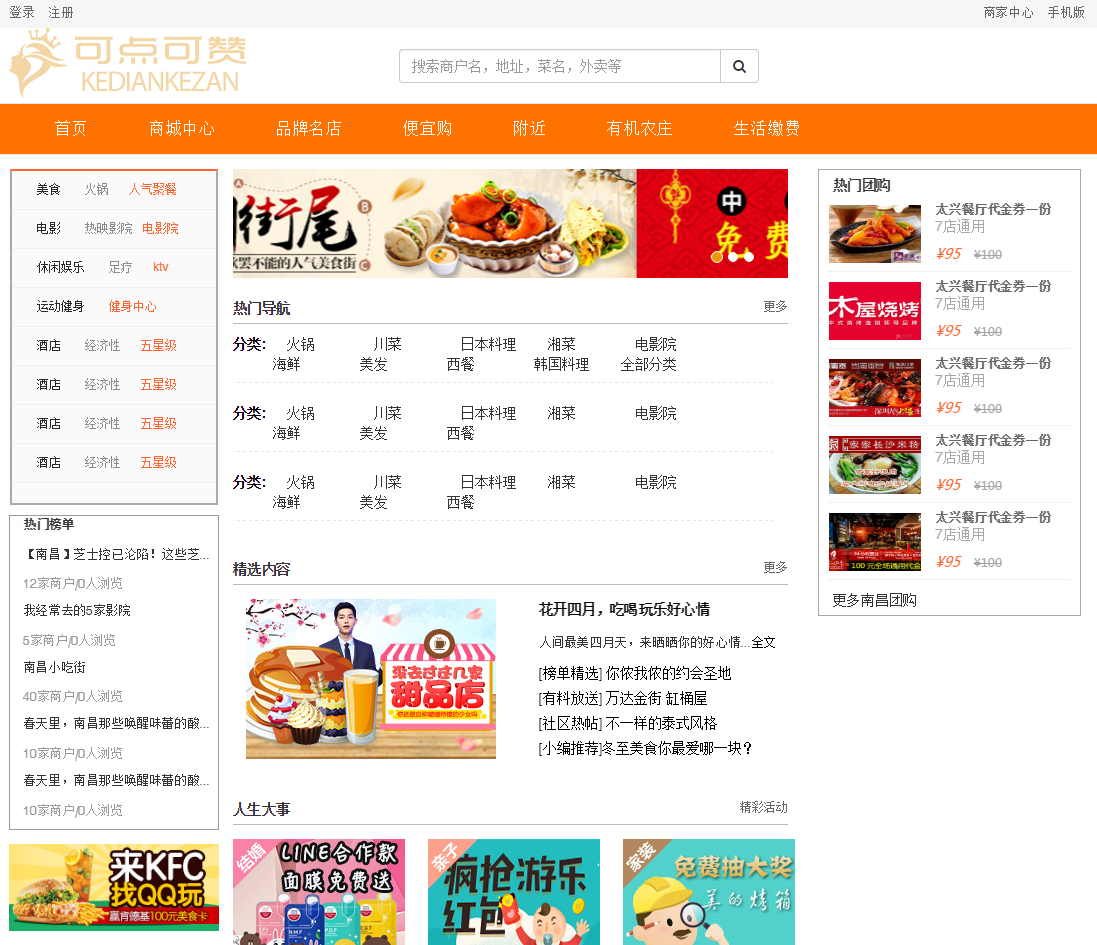 登录 注册
商家中心 手机版
可点可赞
KEDIANKEZAN
搜索商户名，地址，菜名，外卖等
首页 商城中心 品牌名店 便宜购 附近 有机农庄 生活缴费
美食 火锅 人气聚餐
电影 热映影院 电影院
休闲娱乐 足疗 ktv
运动健身 健身中心
酒店 经济性 五星级
酒店 经济性 五星级
酒店 经济性 五星级
酒店 经济性 五星级
热门榜单
【南昌】芝士控已沦陷！这些芝...
12家商户/0人浏览
我经常去的5家影院
5家商户/0人浏览
南昌小吃街
40家商户/0人浏览
春天里，南昌那些唤醒味蕾的酸...
10家商户/0人浏览
春天里，南昌那些唤醒味蕾的酸...
10家商户/0人浏览
来KFC
找QQ玩
赢肯德基100元美食卡
A
街尾
B
欲罢不能的人气美食街
C
中
免费
热门导航 更多
分类: 火锅 川菜 日本料理 湘菜 电影院
海鲜 美发 西餐 韩国料理 全部分类
分类: 火锅 川菜 日本料理 湘菜 电影院
海鲜 美发 西餐
分类: 火锅 川菜 日本料理 湘菜 电影院
海鲜 美发 西餐
精选内容 更多
没去过这几家
甜品店
花开四月，吃喝玩乐好心情
人间最美四月天，来晒晒你的好心情...全文
[榜单精选] 你侬我侬的约会圣地
[有料放送] 万达金街 缸桶屋
[社区热帖] 不一样的泰式风格
[小编推荐]冬至美食你最爱哪一块？
人生大事 精彩活动
结婚
LINE合作款
面膜免费送
亲子
疯抢游乐
红包
家装
免费抽大奖
美的烤箱
热门团购
太兴餐厅代金券一份
7店通用
¥95 ¥100
木屋烧烤
太兴餐厅代金券一份
7店通用
¥95 ¥100
太兴餐厅代金券一份
7店通用
¥95 ¥100
家家长沙米粉
太兴餐厅代金券一份
7店通用
¥95 ¥100
100 元全场通用代金
太兴餐厅代金券一份
7店通用
¥95 ¥100
更多南昌团购